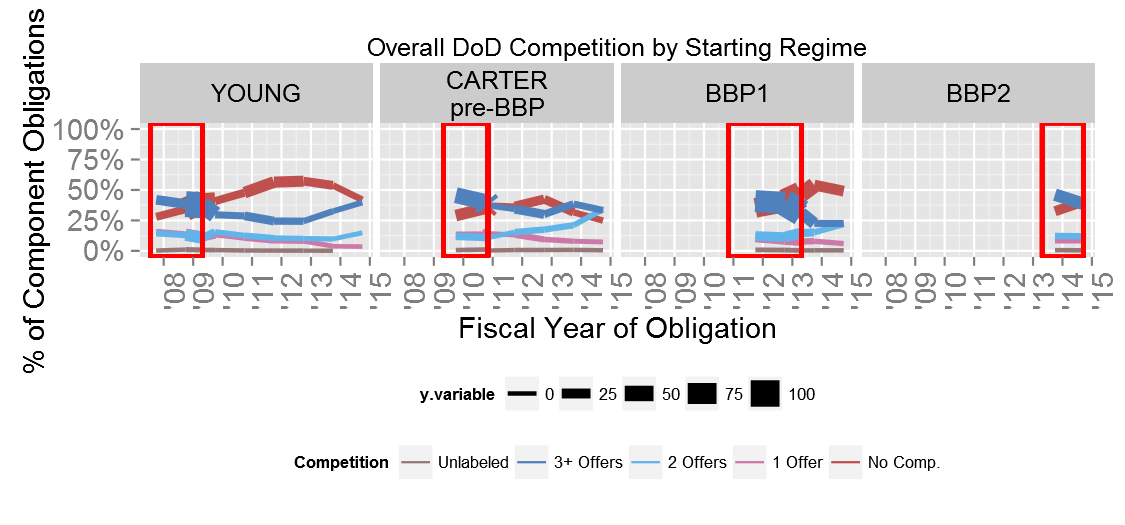 Overall DoD Competition by Starting Regime
% of Component Obligations
YOUNG
CARTER
pre-BBP
BBP1
BBP2
100%
75%
50%
25%
0%
'08 '09 '10 '11 '12 '13 '14 '15 '08 '09 '10 '11 '12 '13 '14 '15 '08 '09 '10 '11 '12 '13 '14 '15 '08 '09 '10 '11 '12 '13 '14 '15
Fiscal Year of Obligation
y.variable 0 25 50 75 100
Competition Unlabeled 3+ Offers 2 Offers 1 Offer No Comp.